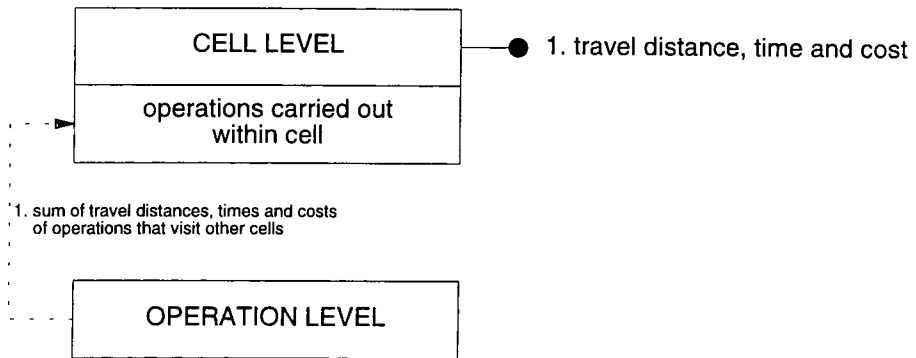 CELL LEVEL
1. travel distance, time and cost
operations carried out
within cell
1. sum of travel distances, times and costs
of operations that visit other cells
OPERATION LEVEL